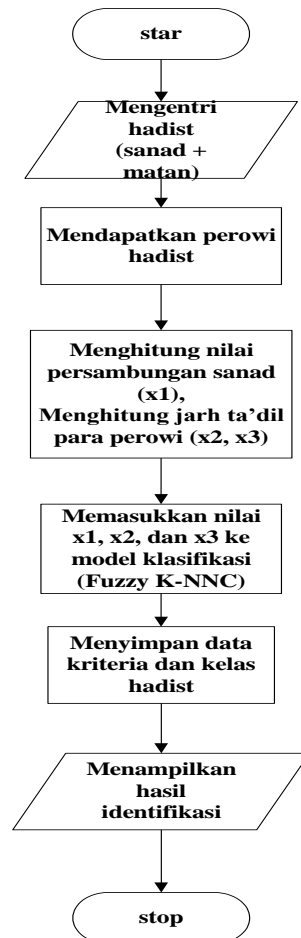 star
Mengentri
hadist
(sanad +
matan)
Mendapatkan perowi
hadist
Menghitung nilai
persambungan sanad
(x1),
Menghitung jarh ta’dil
para perowi (x2, x3)
Memasukkan nilai
x1, x2, dan x3 ke
model klasifikasi
(Fuzzy K-NNC)
Menyimpan data
kriteria dan kelas
hadist
Menampilkan
hasil
identifikasi
stop